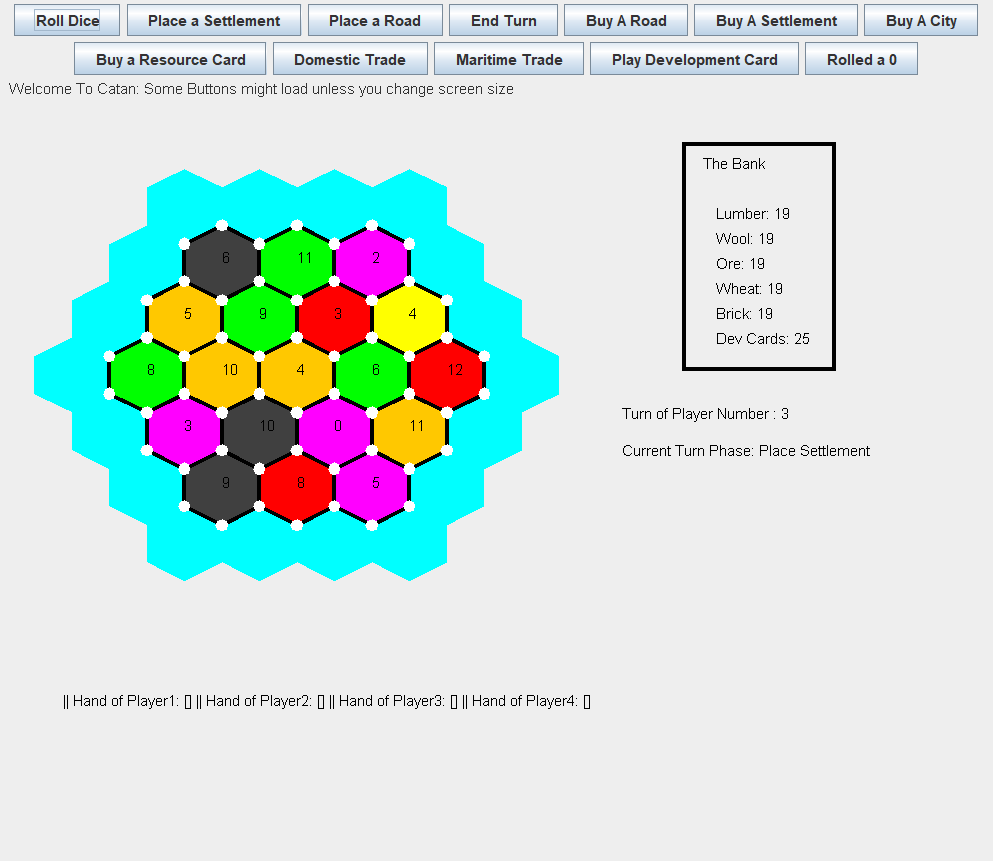 Roll Dice Place a Settlement Place a Road End Turn Buy A Road Buy A Settlement Buy A City
Buy a Resource Card Domestic Trade Maritime Trade Play Development Card Rolled a 0
Welcome To Catan: Some Buttons might load unless you change screen size
The Bank
Lumber: 19
Wool: 19
Ore: 19
Wheat: 19
Brick: 19
Dev Cards: 25
6 11 2
5 9 3 4
8 10 4 6 12
3 10 0 11
9 8 5
Turn of Player Number : 3
Current Turn Phase: Place Settlement
|| Hand of Player1: [] || Hand of Player2: [] || Hand of Player3: [] || Hand of Player4: []